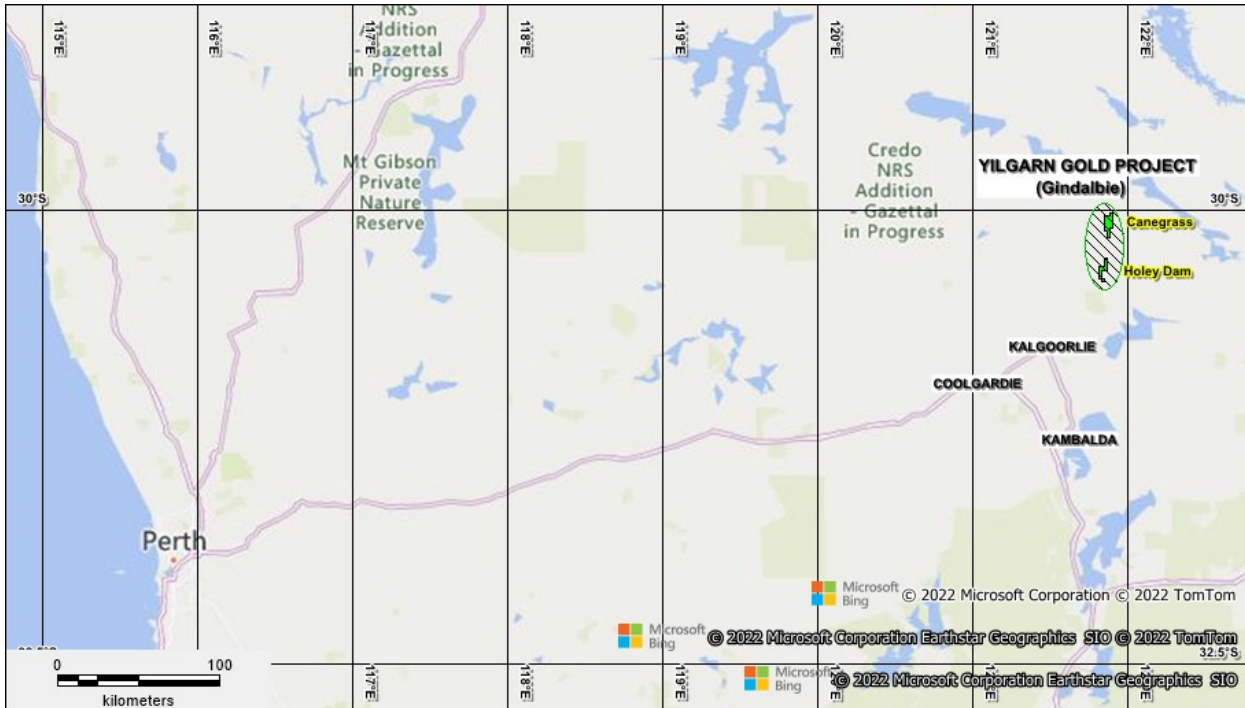 115°E
116°E
117°E
118°E
119°E
120°E
121°E
122°E
NRS
Addition
- Gazettal
in Progress
Mt Gibson
Private
Nature
Reserve
Credo
NRS
Addition
- Gazettal
in Progress
YILGARN GOLD PROJECT
(Gindalbie)
30°S
30°S
Canegrass
Holey Dam
KALGOORLIE
COOLGARDIE
KAMBALDA
Perth
Microsoft
Bing
© 2022 Microsoft Corporation © 2022 TomTom
Microsoft
Bing
© 2022 Microsoft Corporation Earthstar Geographics SIO © 2022 TomTom
32.5°S
Microsoft
Bing
© 2022 Microsoft Corporation Earthstar Geographics SIO
0 100
kilometers
117°E
118°E
119°E
120°E
121°E
122°E